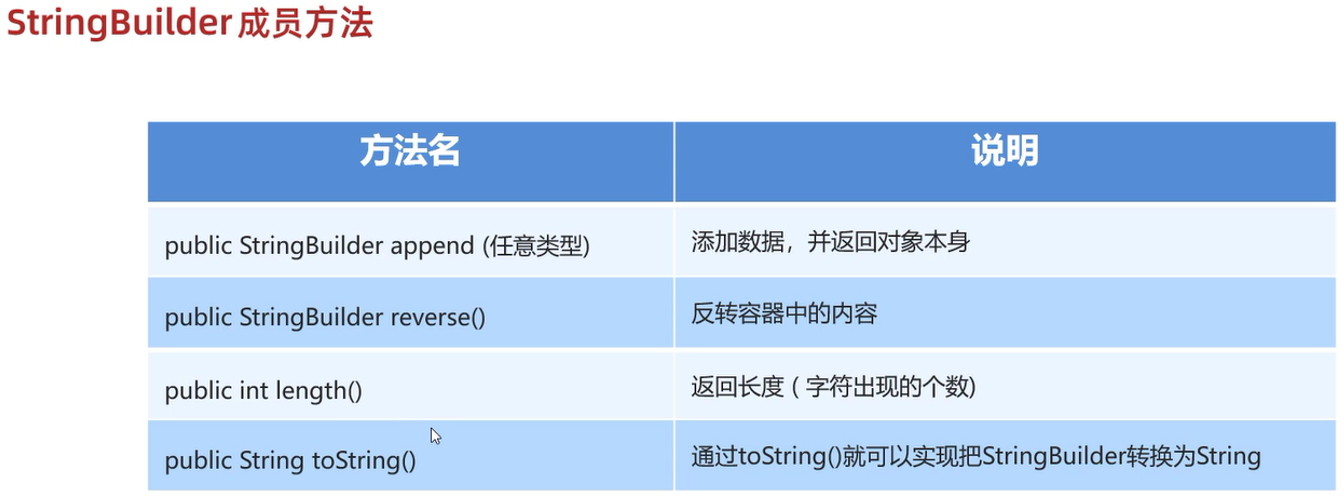 StringBuilder成员方法
方法名 说明
public StringBuilder append (任意类型) 添加数据，并返回对象本身
public StringBuilder reverse() 反转容器中的内容
public int length() 返回长度 ( 字符出现的个数)
public String toString() 通过toString()就可以实现把StringBuilder转换为String